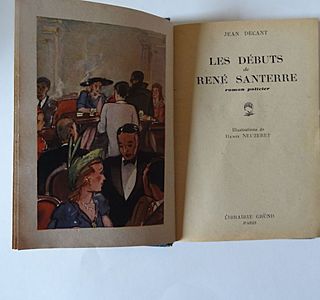 JEAN DECANT
LES DÉBUTS
de
RENÉ SANTERRE
roman policier
Illustrations de
HENRI NEUZERET
LIBRAIRIE GRÜND
PARIS